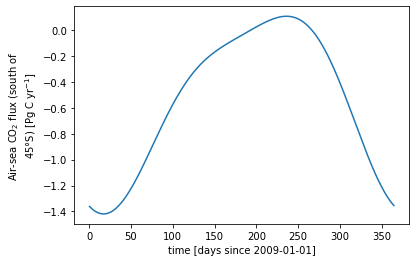 Air-sea CO₂ flux (south of
45°S) [Pg C yr⁻¹]
0.0
−0.2
−0.4
−0.6
−0.8
−1.0
−1.2
−1.4
0 50 100 150 200 250 300 350
time [days since 2009-01-01]